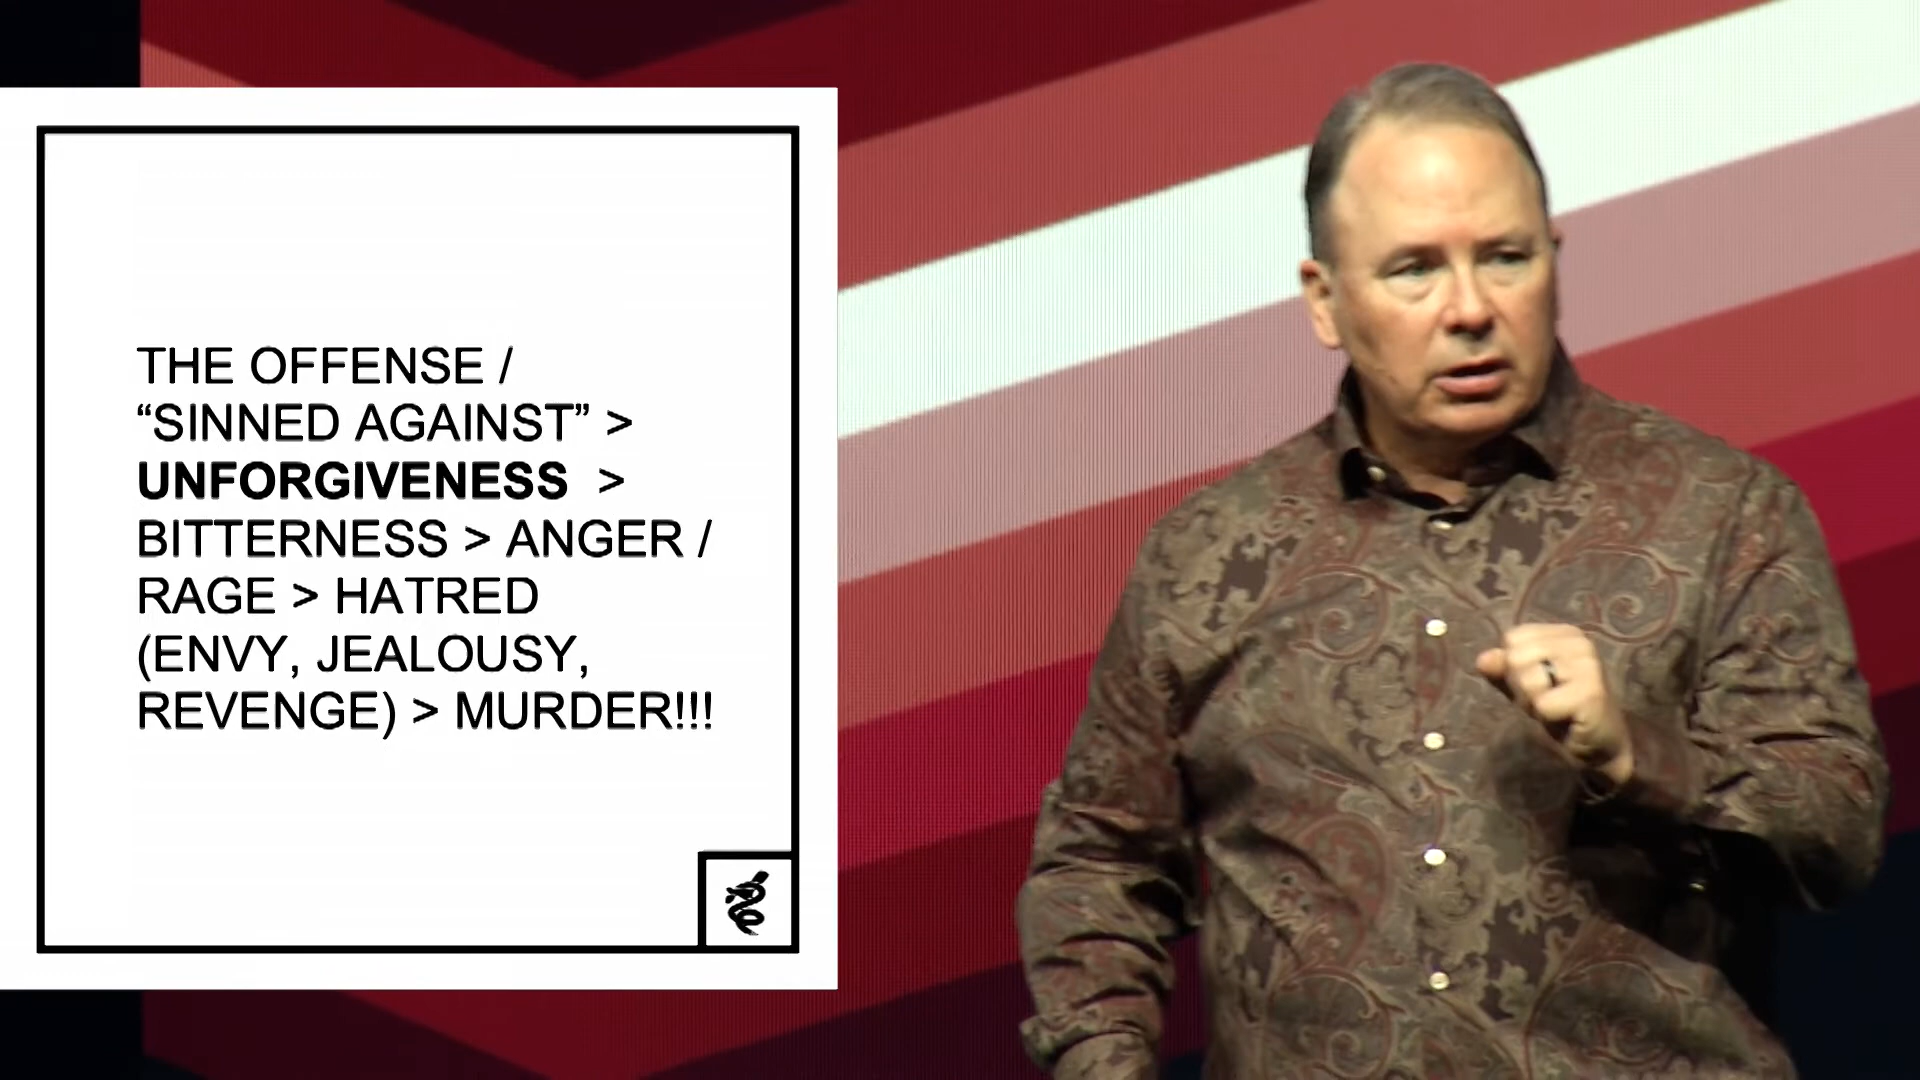 THE OFFENSE /
“SINNED AGAINST” >
UNFORGIVENESS >
BITTERNESS > ANGER /
RAGE > HATRED
(ENVY, JEALOUSY,
REVENGE) > MURDER!!!